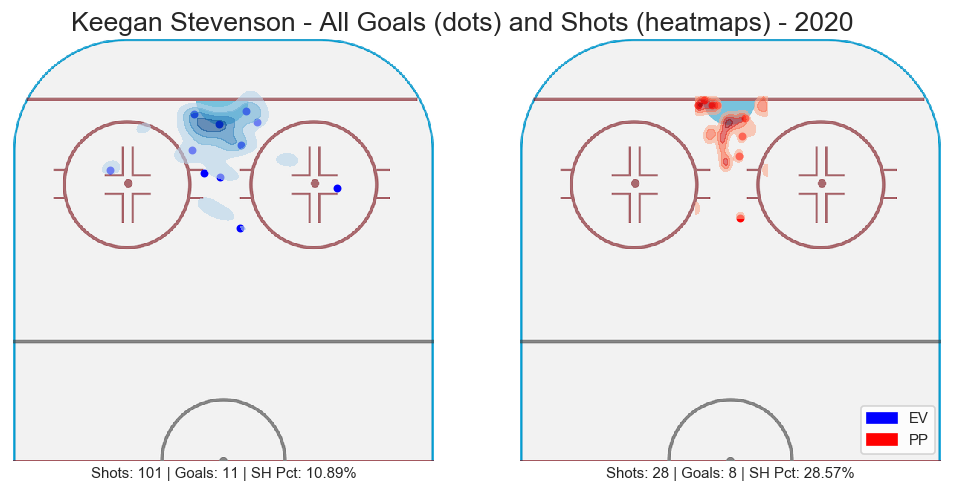 Keegan Stevenson - All Goals (dots) and Shots (heatmaps) - 2020
EV
PP
Shots: 101 | Goals: 11 | SH Pct: 10.89%
Shots: 28 | Goals: 8 | SH Pct: 28.57%